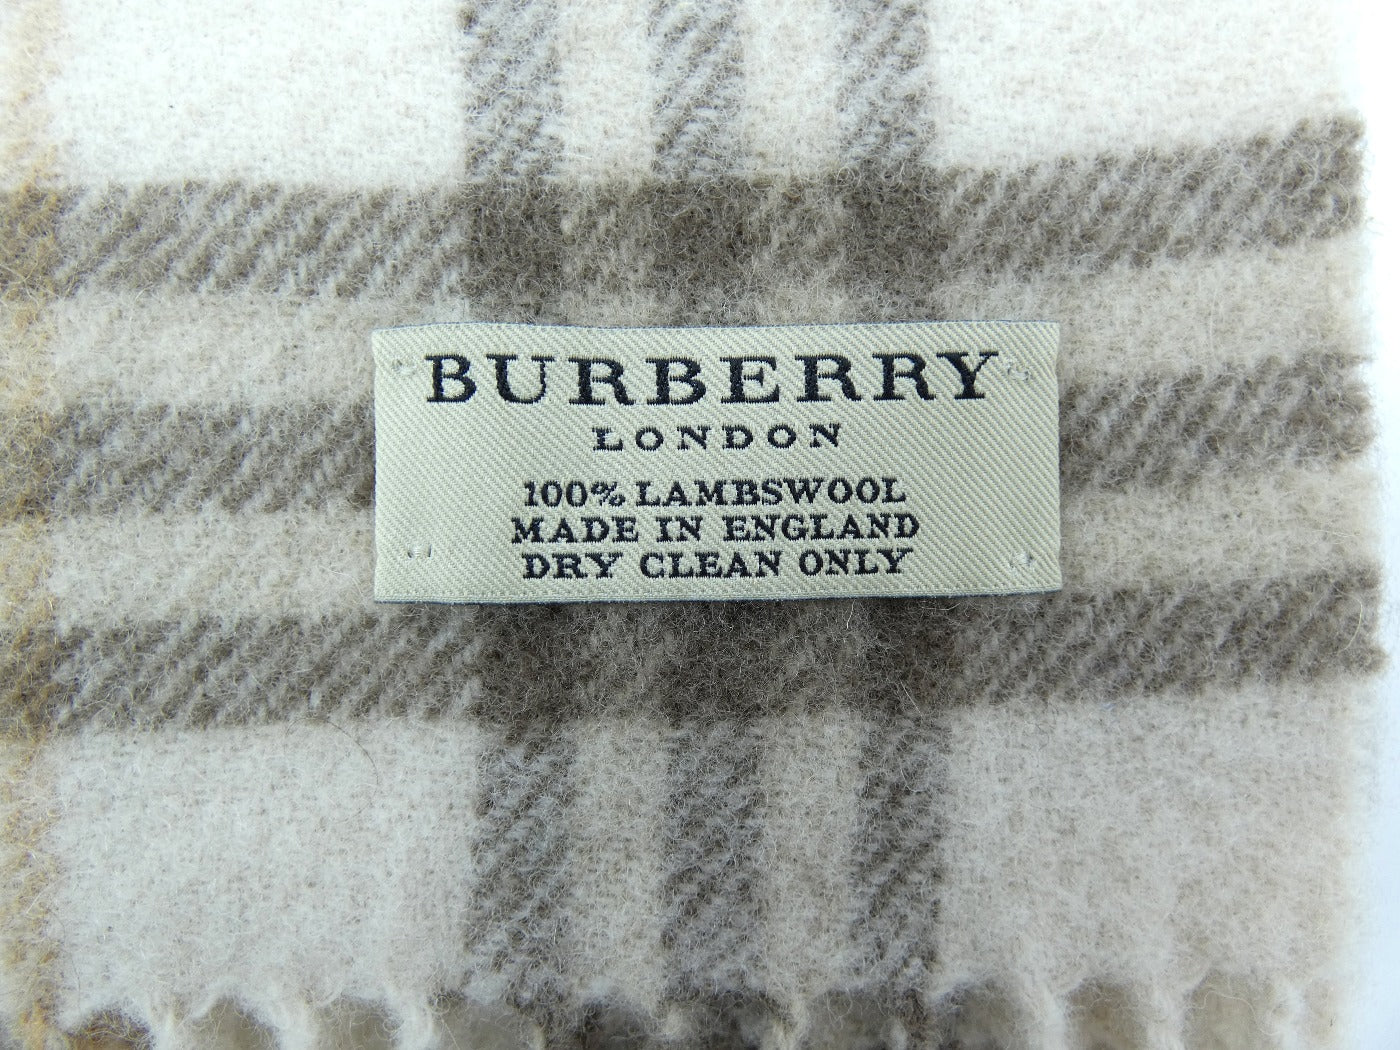 BURBERRY
LONDON
100% LAMBSWOOL
MADE IN ENGLAND
DRY CLEAN ONLY